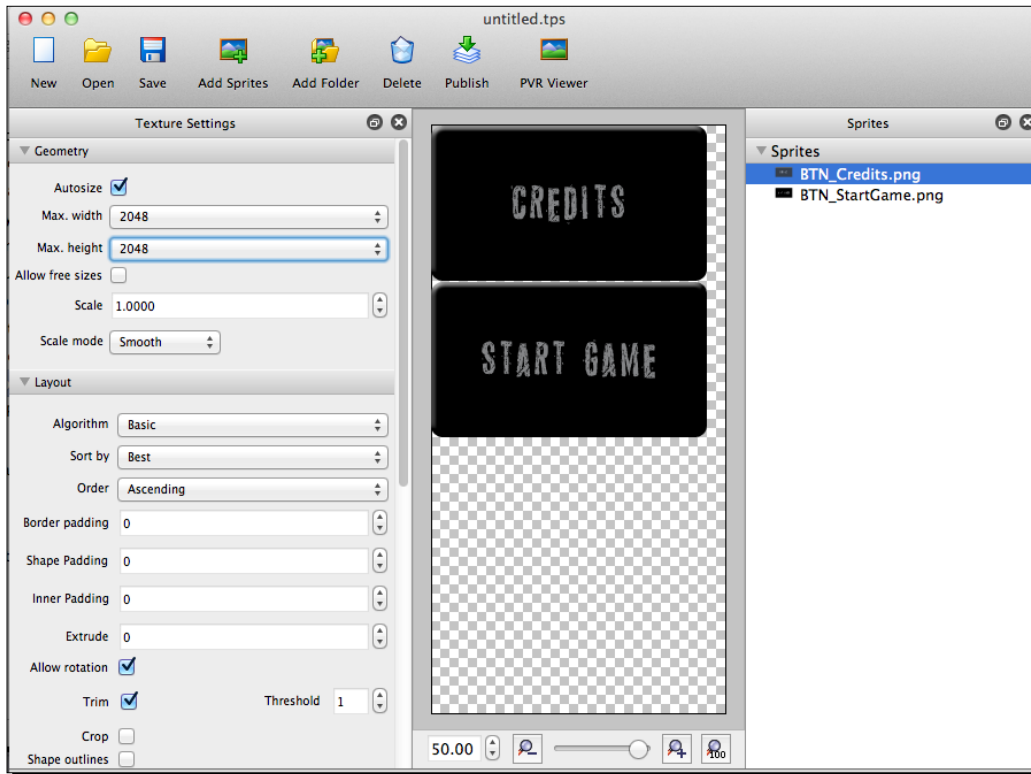 untitled.tps
New Open Save Add Sprites Add Folder Delete Publish PVR Viewer
Texture Settings
Geometry
Autosize
Max. width 2048
Max. height 2048
Allow free sizes
Scale 1.0000
Scale mode Smooth
Layout
Algorithm Basic
Sort by Best
Order Ascending
Border padding 0
Shape Padding 0
Inner Padding 0
Extrude 0
Allow rotation
Trim Threshold 1
Crop
Shape outlines
CREDITS
START GAME
50.00
100
Sprites
Sprites
BTN_Credits.png
BTN_StartGame.png